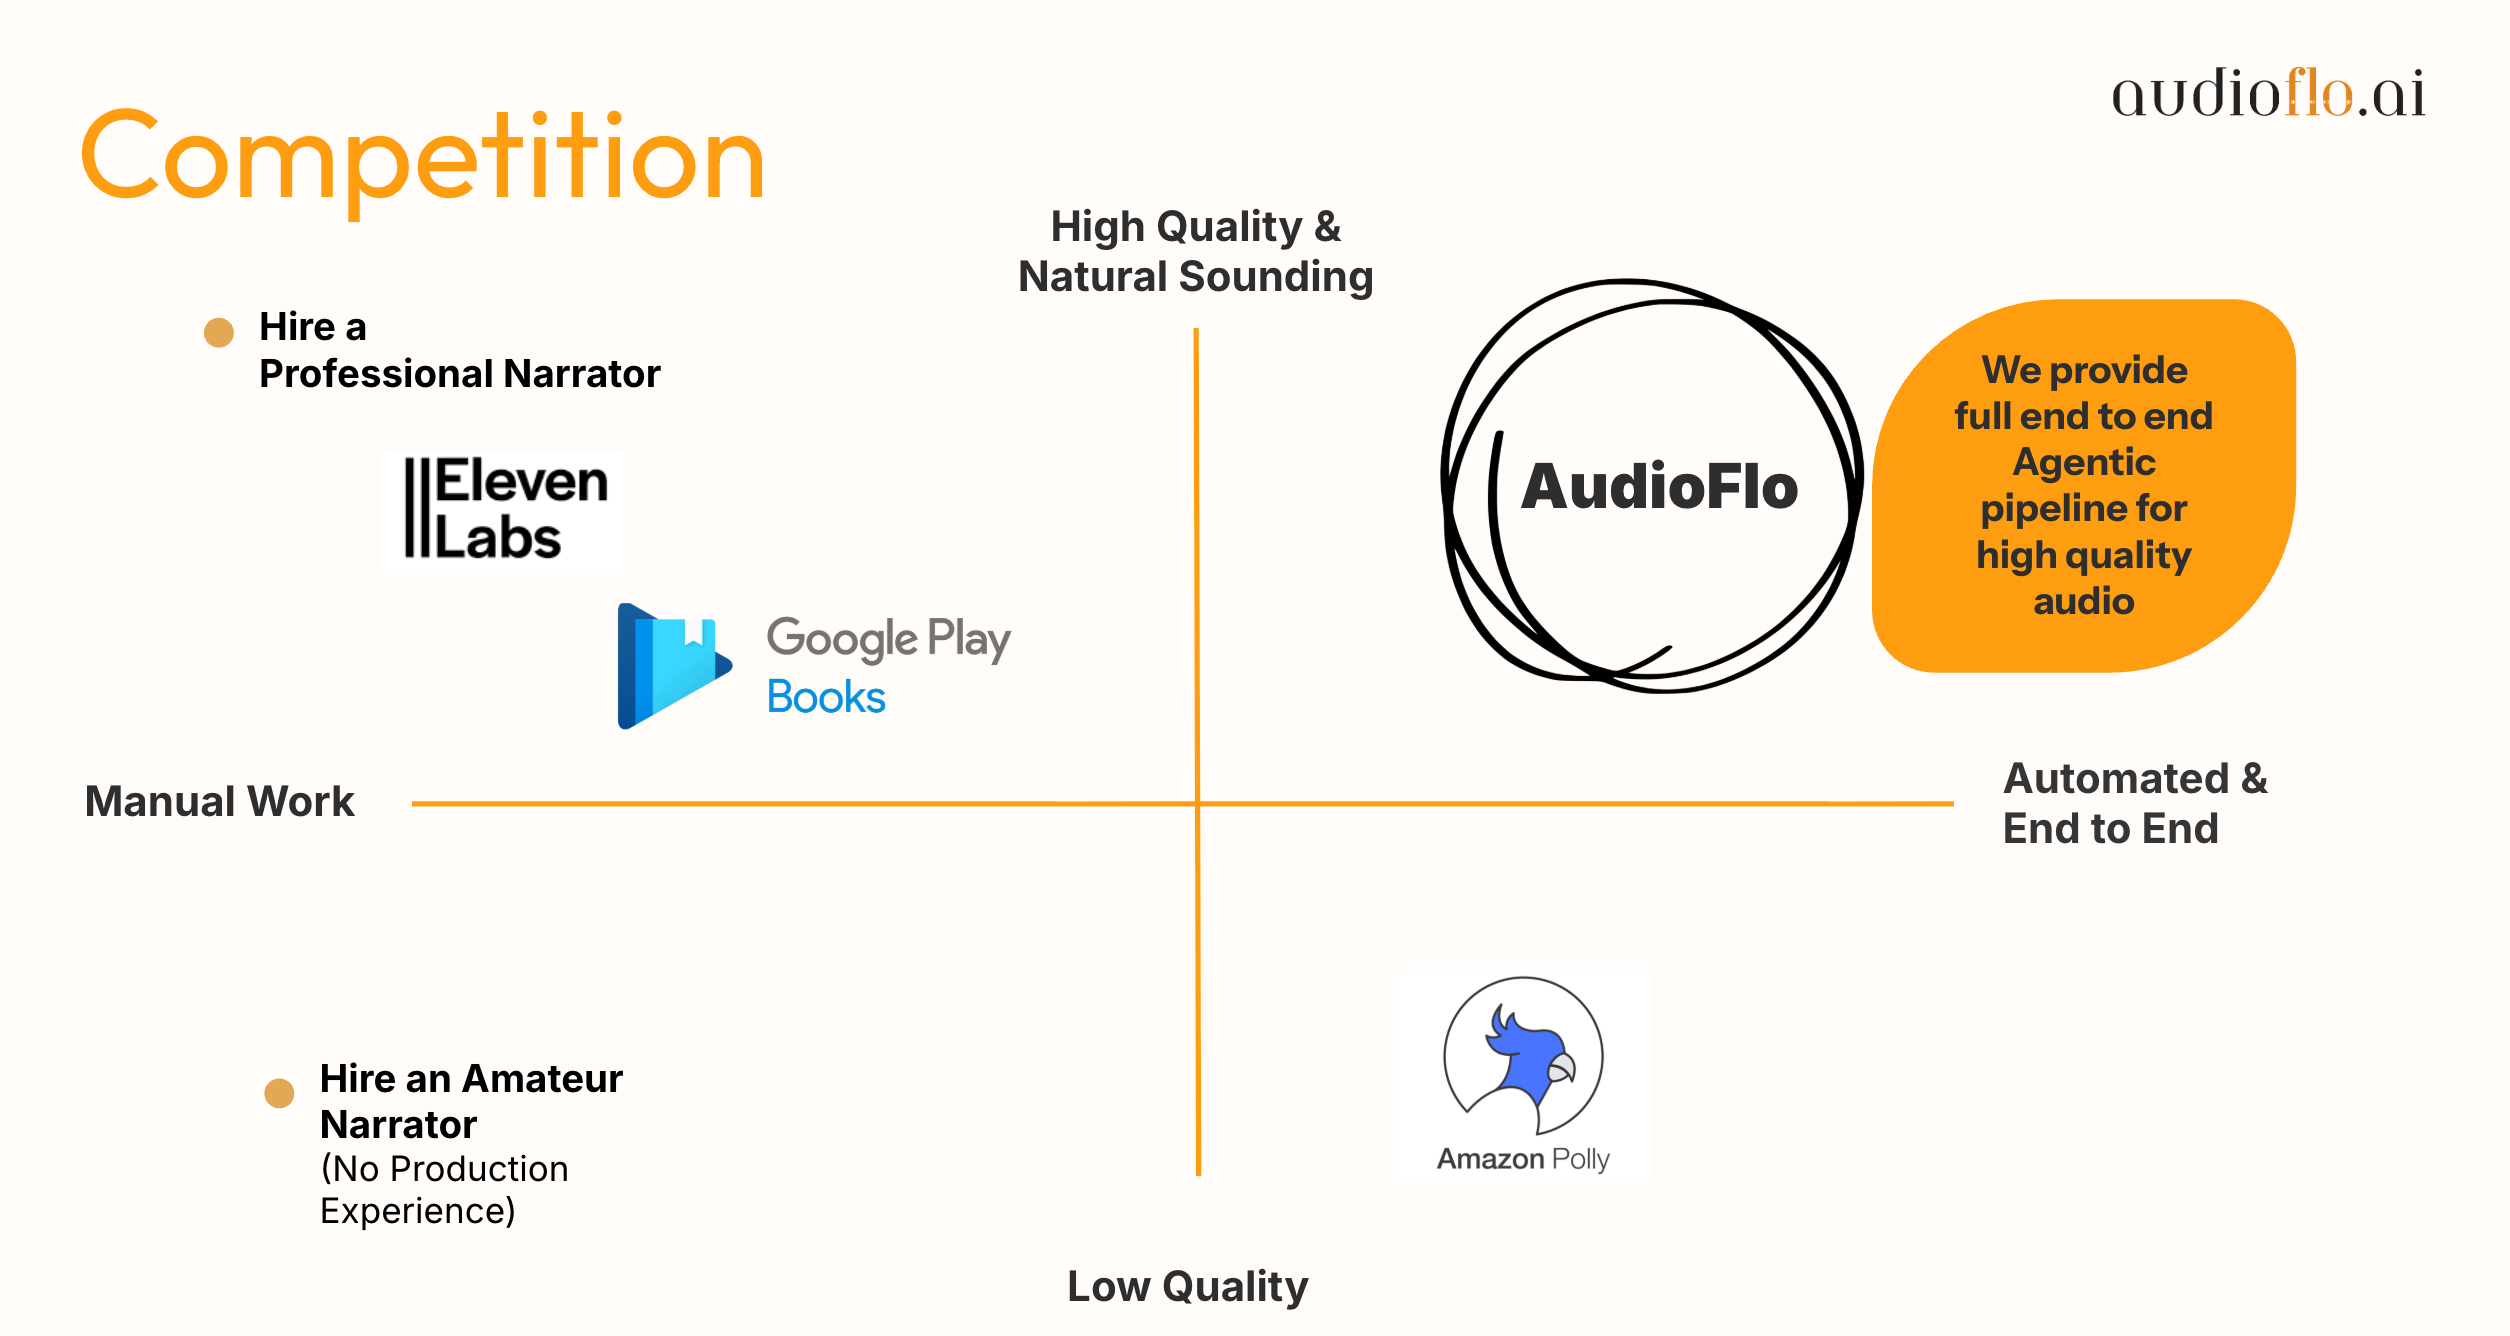 Competition
audioflo.ai
High Quality &
Natural Sounding
Hire a
Professional Narrator
Eleven
Labs
Google Play
Books
AudioFlo
We provide
full end to end
Agentic
pipeline for
high quality
audio
Manual Work
Automated &
End to End
Hire an Amateur
Narrator
(No Production
Experience)
Amazon Polly
Low Quality